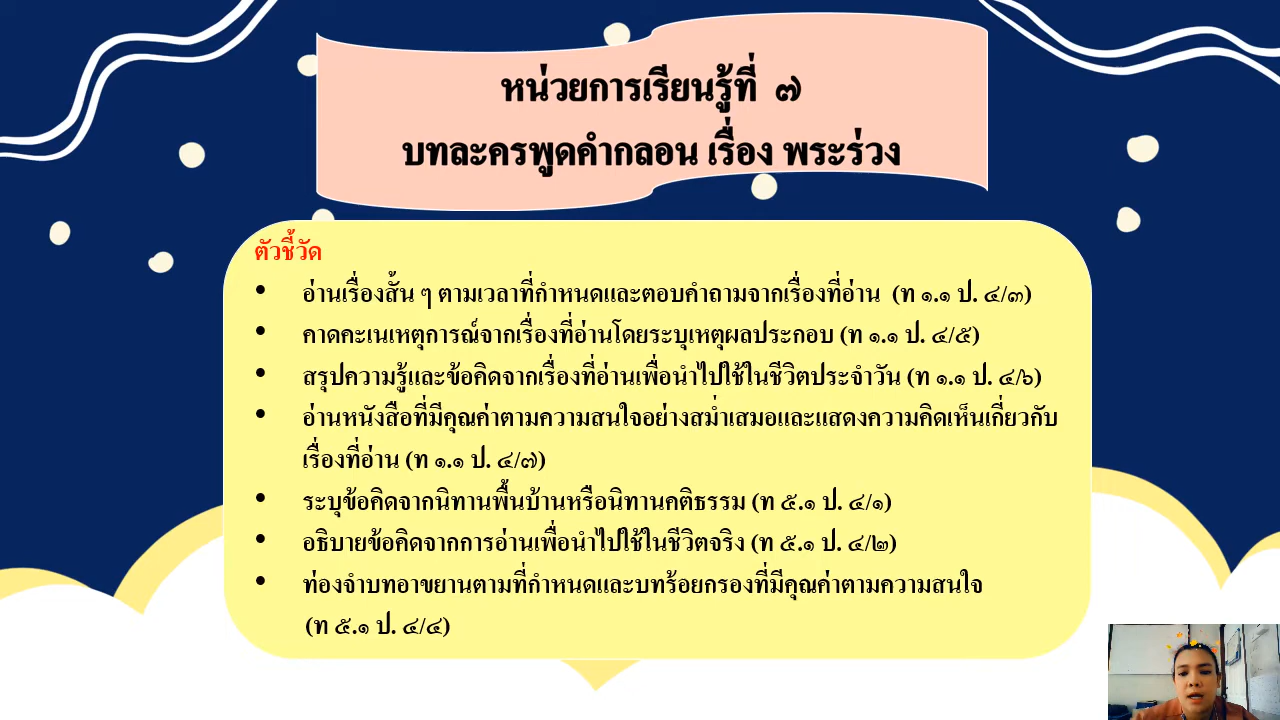 หน่วยการเรียนรู้ที่ ๗
บทละครพูดคำกลอน เรื่อง พระร่วง
ตัวชี้วัด
• อ่านเรื่องสั้น ๆ ตามเวลาที่กำหนดและตอบคำถามจากเรื่องที่อ่าน (ท ๑.๑ ป. ๔/๓)
• คาดคะเนเหตุการณ์จากเรื่องที่อ่านโดยระบุเหตุผลประกอบ (ท ๑.๑ ป. ๔/๕)
• สรุปความรู้และข้อคิดจากเรื่องที่อ่านเพื่อนำไปใช้ในชีวิตประจำวัน (ท ๑.๑ ป. ๔/๖)
• อ่านหนังสือที่มีคุณค่าตามความสนใจอย่างสม่ำเสมอและแสดงความคิดเห็นเกี่ยวกับ
เรื่องที่อ่าน (ท ๑.๑ ป. ๔/๗)
• ระบุข้อคิดจากนิทานพื้นบ้านหรือนิทานคติธรรม (ท ๕.๑ ป. ๔/๑)
• อธิบายข้อคิดจากการอ่านเพื่อนำไปใช้ในชีวิตจริง (ท ๕.๑ ป. ๔/๒)
• ท่องจำบทอาขยานตามที่กำหนดและบทร้อยกรองที่มีคุณค่าตามความสนใจ
(ท ๕.๑ ป. ๔/๔)